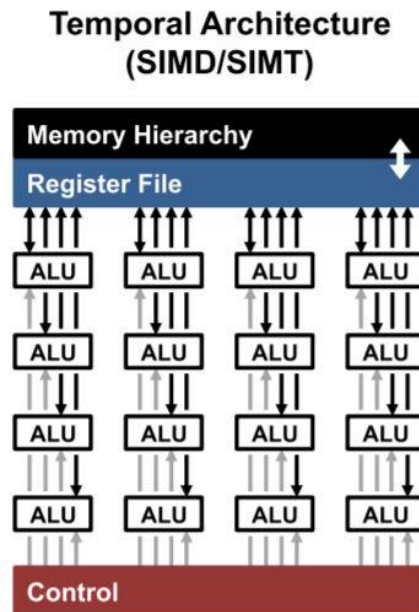 Temporal Architecture
(SIMD/SIMT)
Memory Hierarchy
Register File
ALU ALU ALU ALU
ALU ALU ALU ALU
ALU ALU ALU ALU
ALU ALU ALU ALU
Control